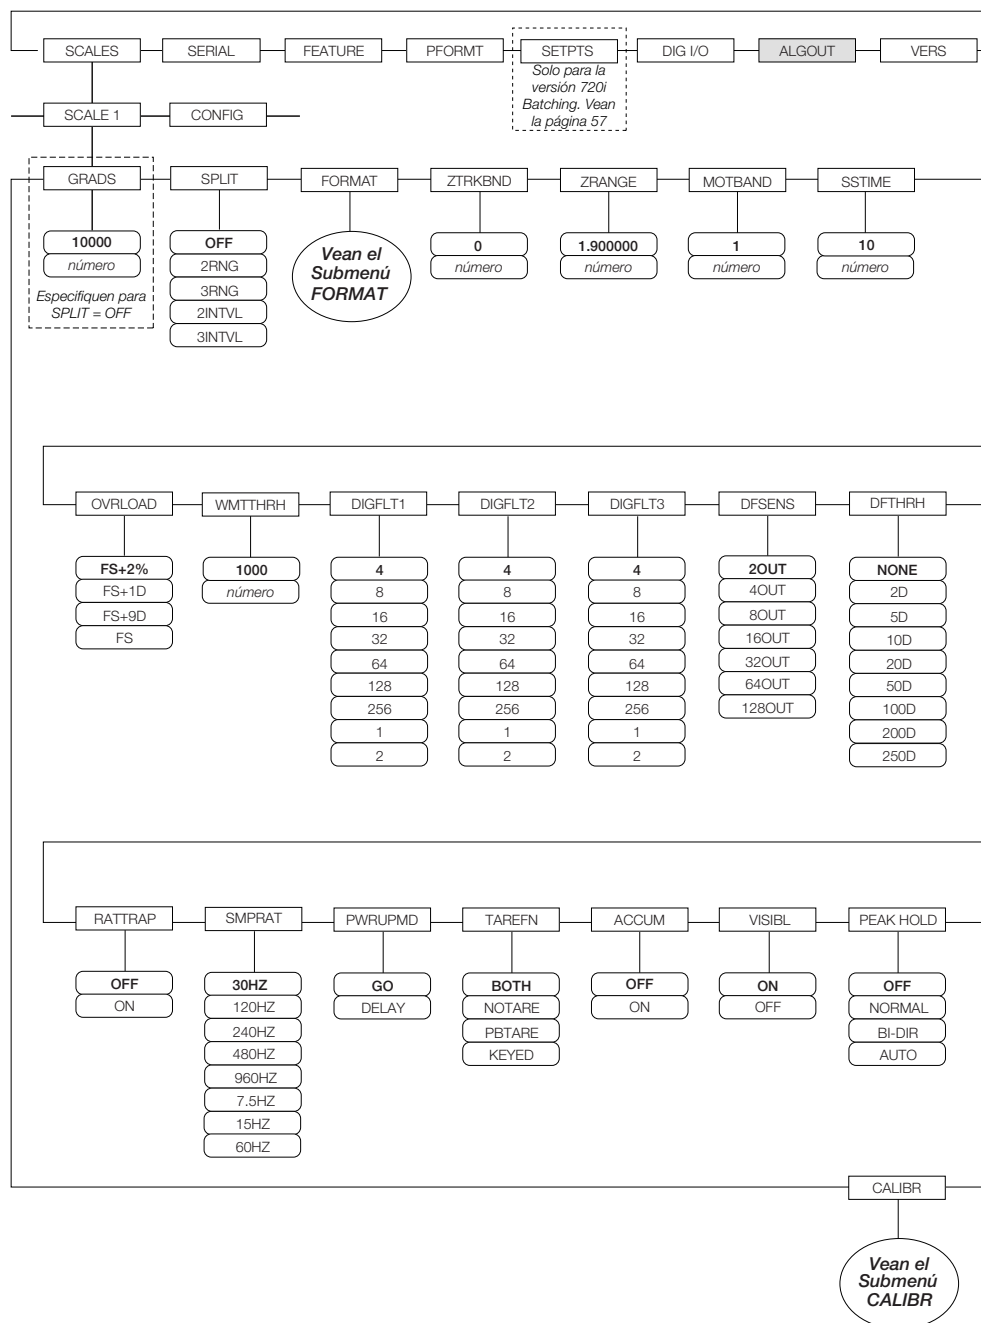 SCALES SERIAL FEATURE PFORMT SETPTS DIG I/O ALGOUT VERS
Solo para la
versión 720i
Batching. Vean
la página 57
SCALE 1 CONFIG
GRADS SPLIT FORMAT ZTRKBND ZRANGE MOTBAND SSTIME
10000
número
Especifiquen para
SPLIT = OFF
OFF
2RNG
3RNG
2INTVL
3INTVL
Vean el
Submenú
FORMAT
0
número
1.900000
número
1
número
10
número
OVRLOAD WMTTHRH DIGFLT1 DIGFLT2 DIGFLT3 DFSENS DFTHRH
FS+2%
FS+1D
FS+9D
FS
1000
número
4
8
16
32
64
128
256
1
2
4
8
16
32
64
128
256
1
2
4
8
16
32
64
128
256
1
2
2OUT
4OUT
8OUT
16OUT
32OUT
64OUT
128OUT
NONE
2D
5D
10D
20D
50D
100D
200D
250D
RATTRAP SMPRAT PWRUPMD TAREFN ACCUM VISIBL PEAK HOLD
OFF
ON
30HZ
120HZ
240HZ
480HZ
960HZ
7.5HZ
15HZ
60HZ
GO
DELAY
BOTH
NOTARE
PBTARE
KEYED
OFF
ON
ON
OFF
OFF
NORMAL
BI-DIR
AUTO
CALIBR
Vean el
Submenú
CALIBR